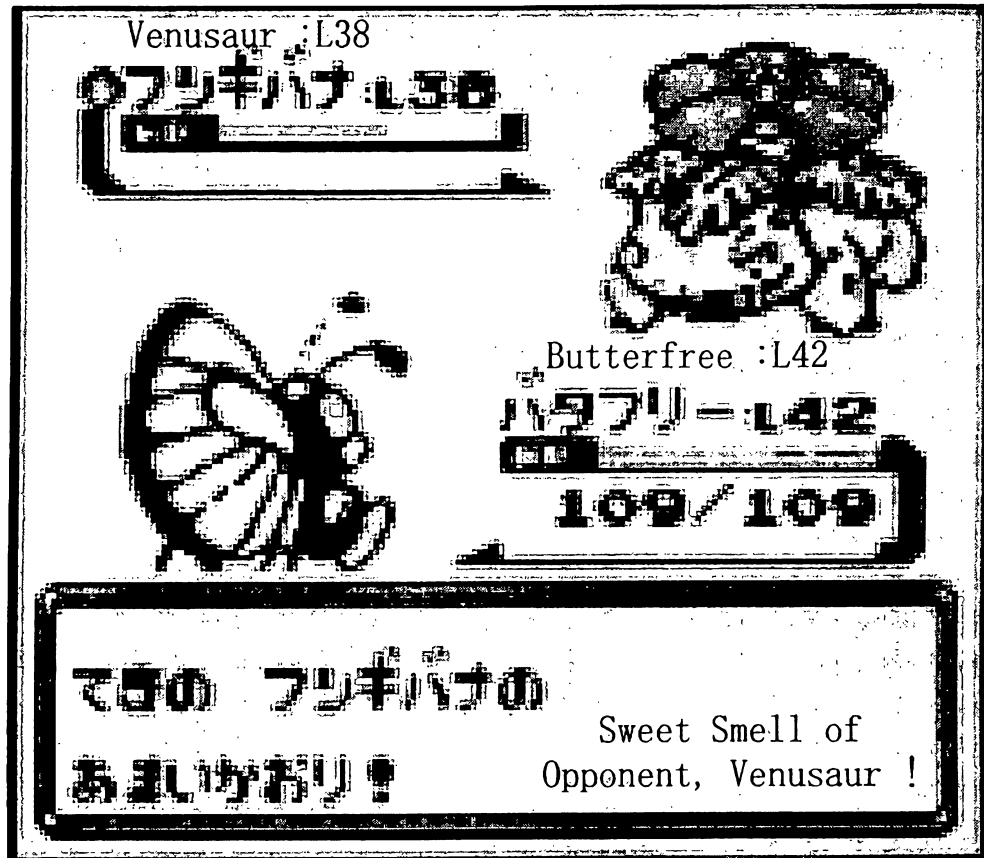 Venusaur :L38
フシギバナ:L38
Butterfree :L42
バタフリー:L42
109/109
てきの フシギバナの
あまいかおり！
Sweet Smell of
Opponent, Venusaur !